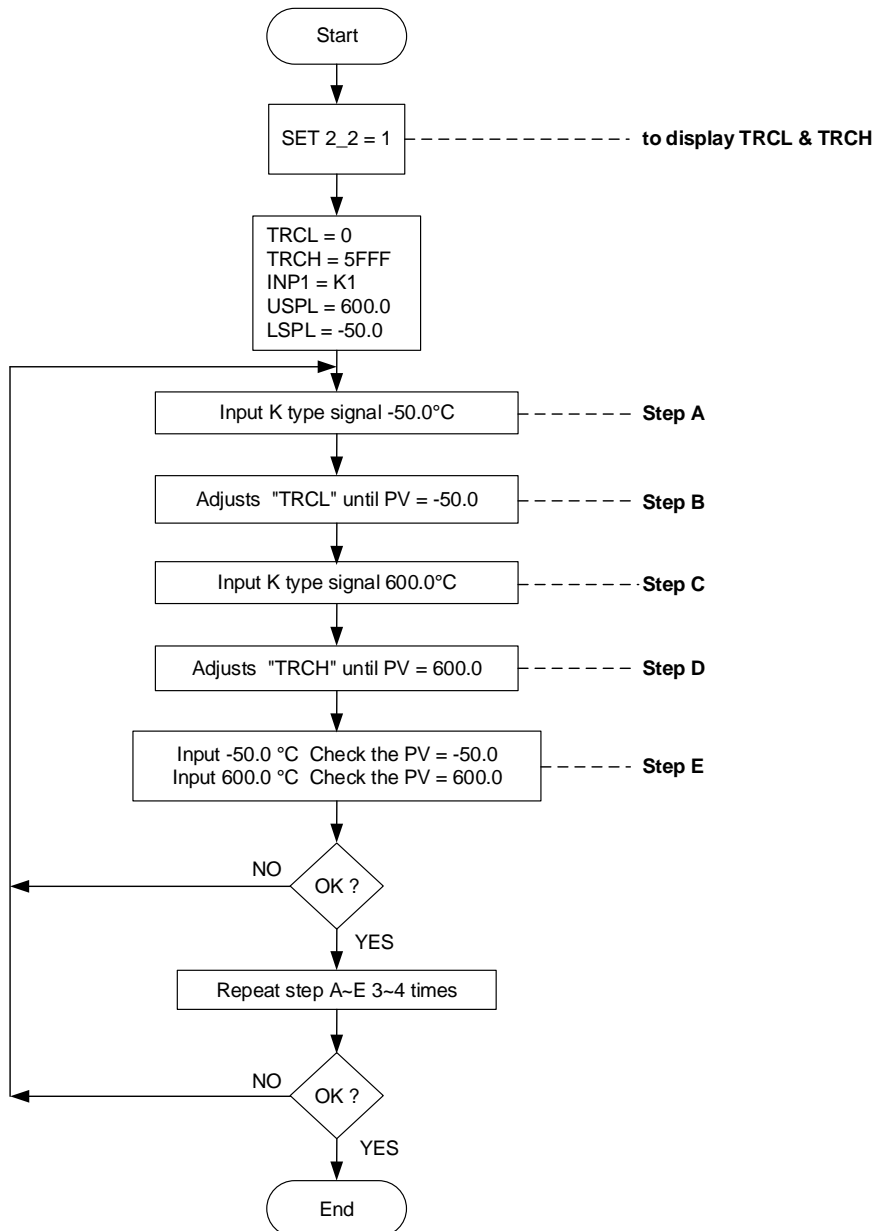 Start
SET 2_2 = 1
to display TRCL & TRCH
TRCL = 0
TRCH = 5FFF
INP1 = K1
USPL = 600.0
LSPL = -50.0
Input K type signal -50.0°C
Step A
Adjusts "TRCL" until PV = -50.0
Step B
Input K type signal 600.0°C
Step C
Adjusts "TRCH" until PV = 600.0
Step D
Input -50.0 °C Check the PV = -50.0
Input 600.0 °C Check the PV = 600.0
Step E
NO
OK ?
YES
Repeat step A~E 3~4 times
NO
OK ?
YES
End